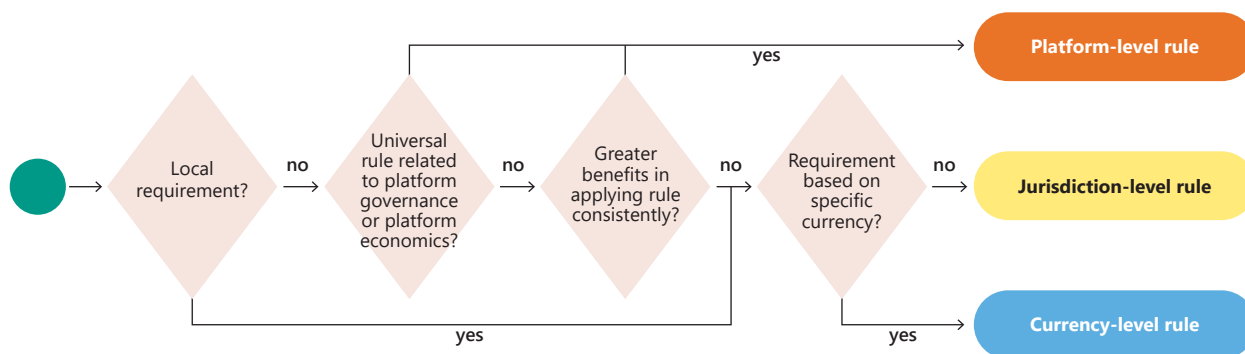 Platform-level rule
yes
Local
requirement?
no
Universal
rule related
to platform
governance
or platform
economics?
no
Greater
benefits in
applying rule
consistently?
no
Requirement
based on
specific
currency?
no
Jurisdiction-level rule
yes
yes
Currency-level rule